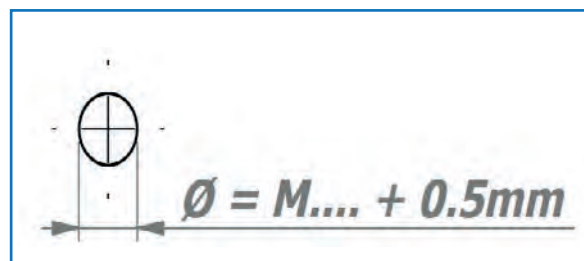 Ø = M.... + 0.5mm